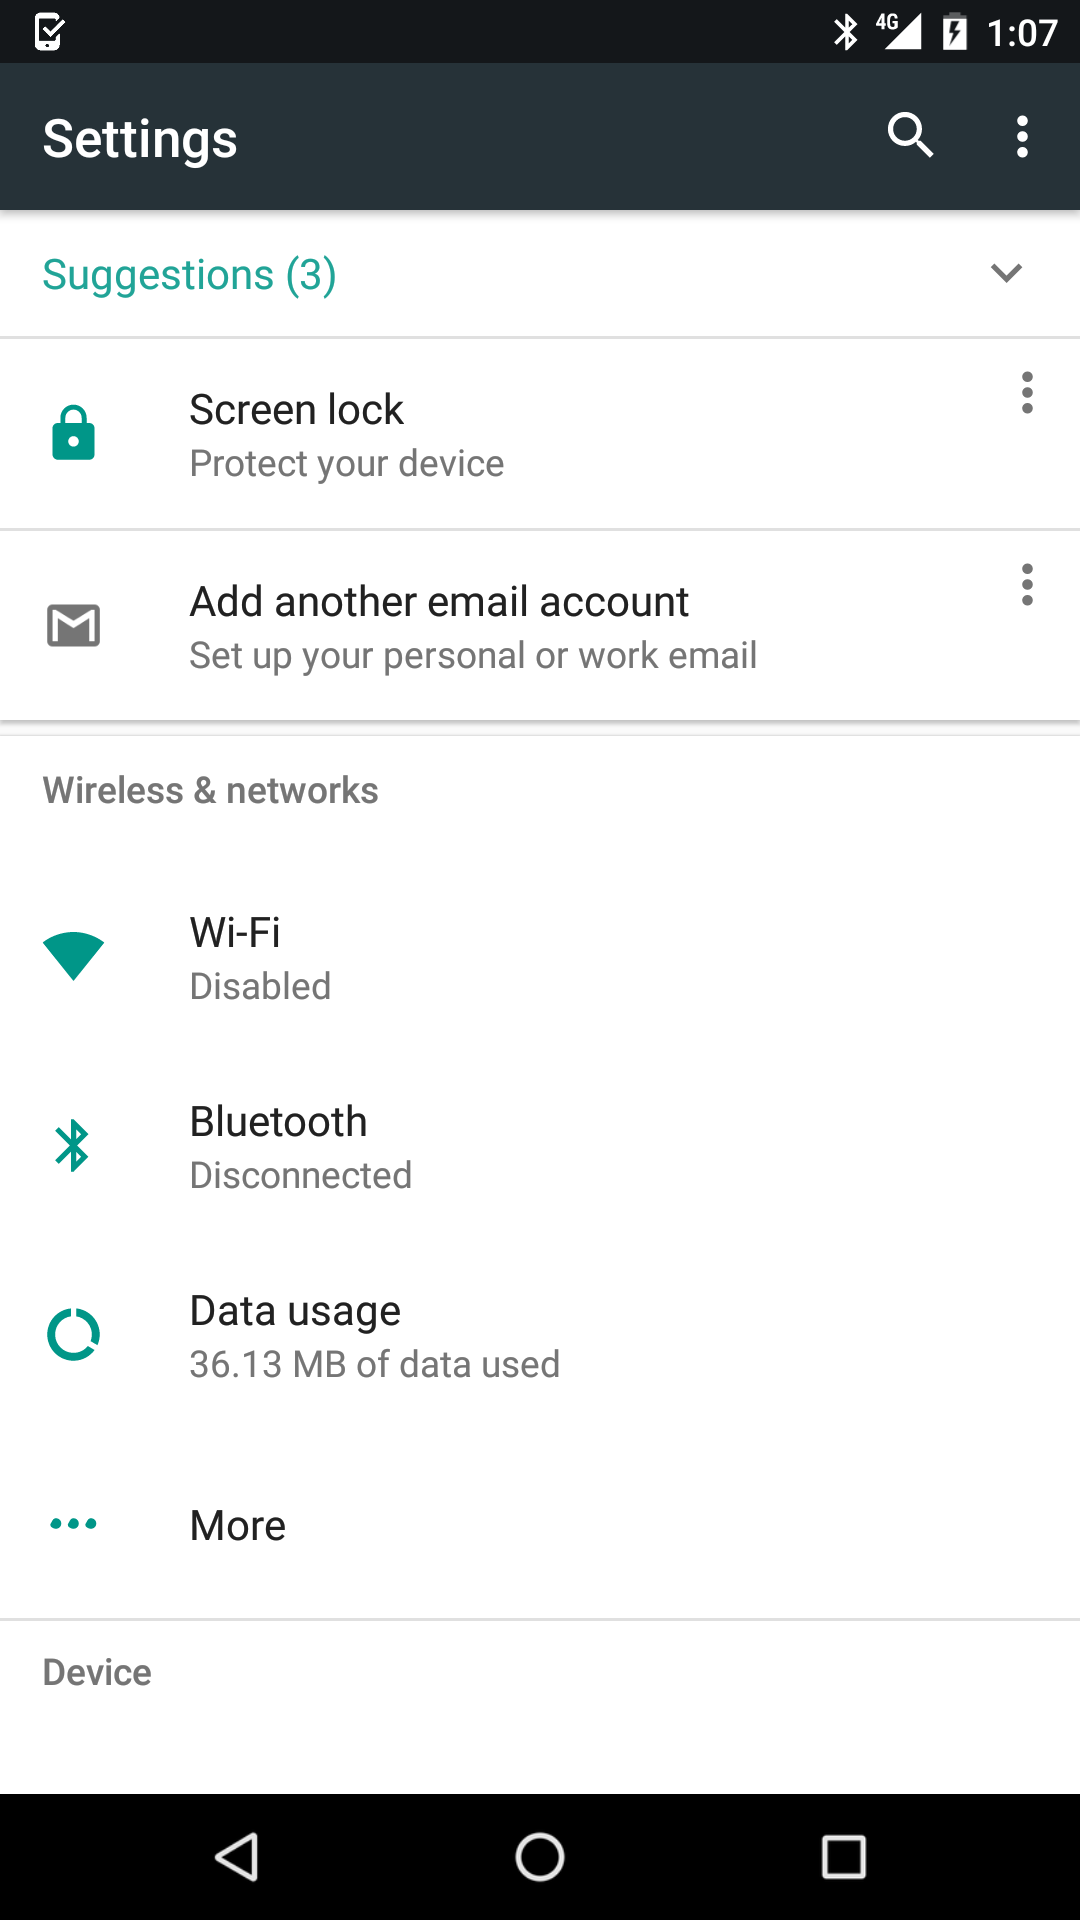 4G 1:07
Settings
Suggestions (3)
Screen lock
Protect your device
Add another email account
Set up your personal or work email
Wireless & networks
Wi-Fi
Disabled
Bluetooth
Disconnected
Data usage
36.13 MB of data used
More
Device